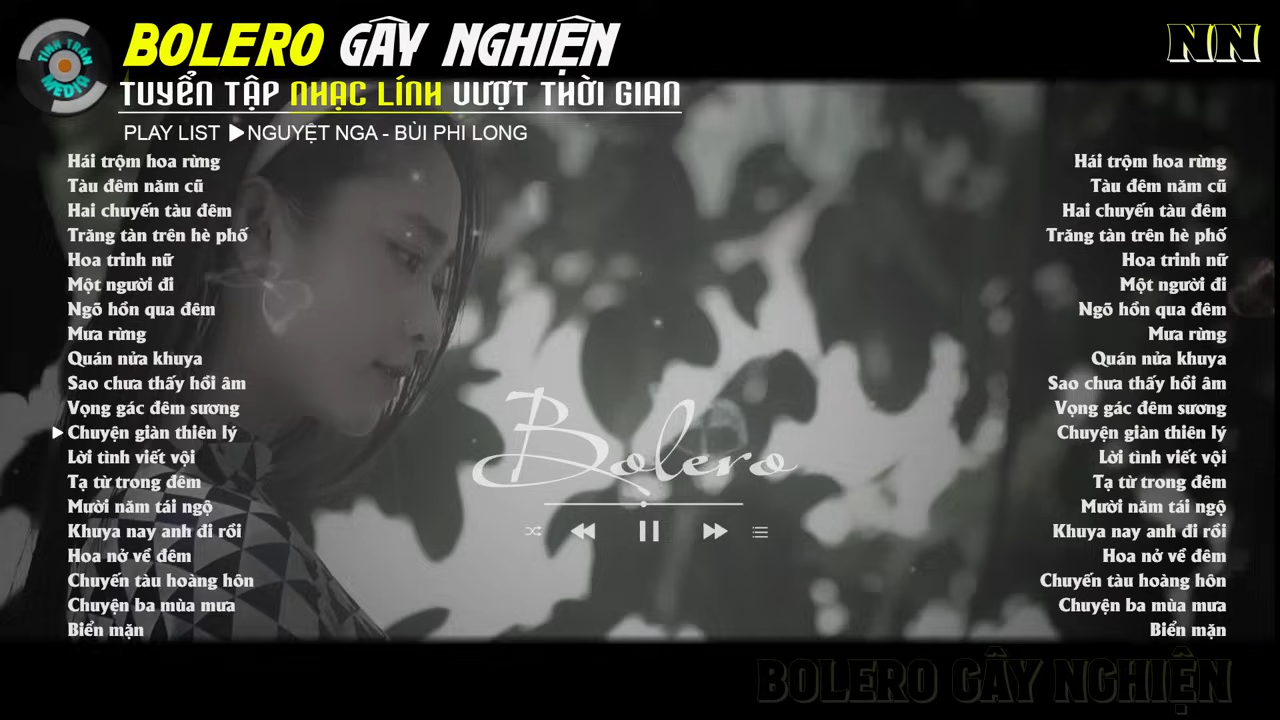 TÌNH TRẦN
MEDIA
BOLERO GÂY NGHIỆN
NN
TUYỂN TẬP NHẠC LÍNH VƯỢT THỜI GIAN
PLAY LIST ▶NGUYỆT NGA - BÙI PHI LONG
Hái trộm hoa rừng
Tàu đêm năm cũ
Hai chuyến tàu đêm
Trăng tàn trên hè phố
Hoa trinh nữ
Một người đi
Ngõ hồn qua đêm
Mưa rừng
Quán nửa khuya
Sao chưa thấy hồi âm
Vọng gác đêm sương
Chuyện giàn thiên lý
Lời tình viết vội
Tạ từ trong đêm
Mười năm tái ngộ
Khuya nay anh đi rồi
Hoa nở về đêm
Chuyến tàu hoàng hôn
Chuyện ba mùa mưa
Biển mặn
Bolero
Hái trộm hoa rừng
Tàu đêm năm cũ
Hai chuyến tàu đêm
Trăng tàn trên hè phố
Hoa trinh nữ
Một người đi
Ngõ hồn qua đêm
Mưa rừng
Quán nửa khuya
Sao chưa thấy hồi âm
Vọng gác đêm sương
Chuyện giàn thiên lý
Lời tình viết vội
Tạ từ trong đêm
Mười năm tái ngộ
Khuya nay anh đi rồi
Hoa nở về đêm
Chuyến tàu hoàng hôn
Chuyện ba mùa mưa
Biển mặn
BOLERO GÂY NGHIỆN